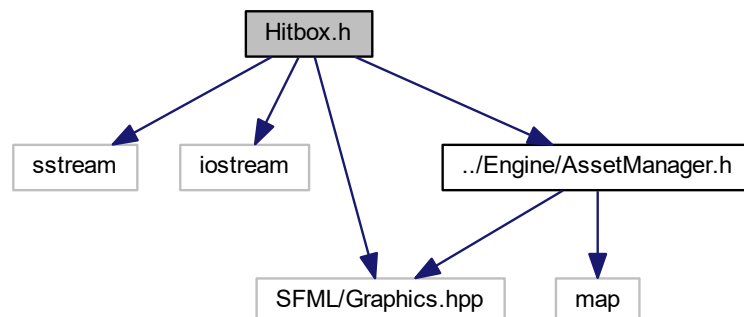 Hitbox.h
sstream
iostream
../Engine/AssetManager.h
SFML/Graphics.hpp
map